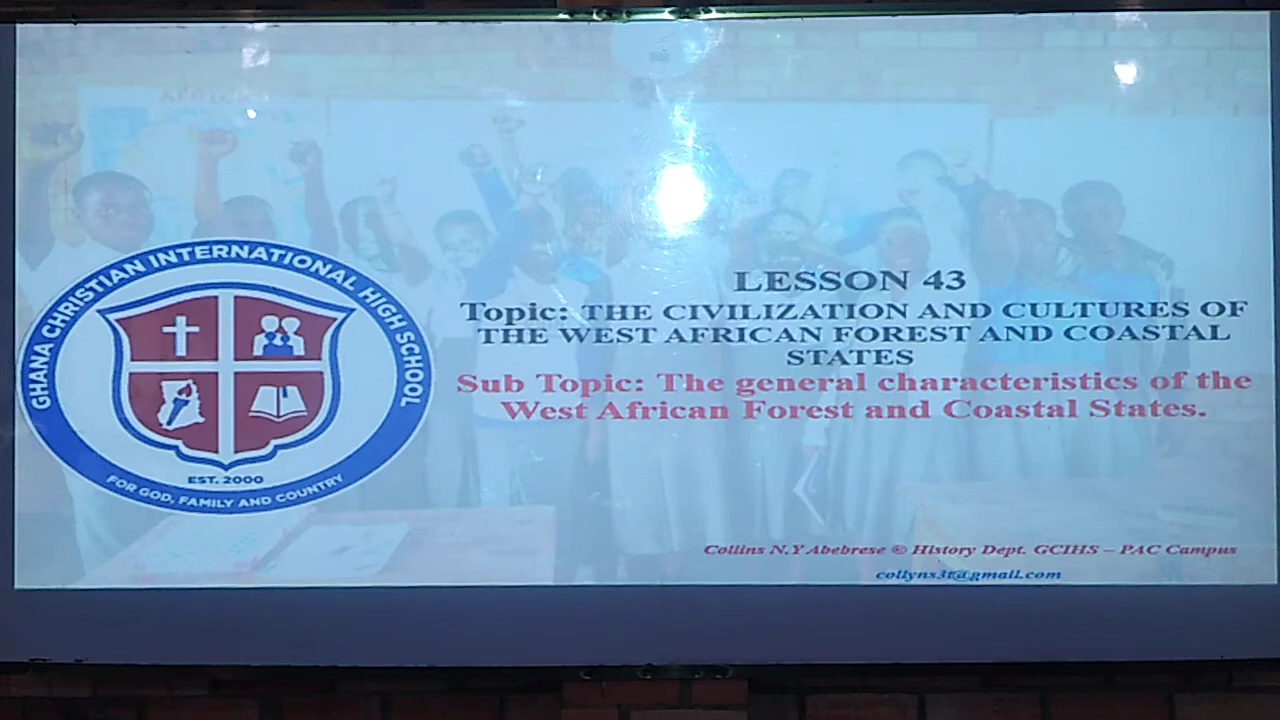 GHANA CHRISTIAN INTERNATIONAL HIGH SCHOOL
EST. 2000
FOR GOD, FAMILY AND COUNTRY
LESSON 43
Topic: THE CIVILIZATION AND CULTURES OF
THE WEST AFRICAN FOREST AND COASTAL
STATES
Sub Topic: The general characteristics of the
West African Forest and Coastal States.
Collins N.Y Abebrese © History Dept. GCIHS – PAC Campus
collyns3t@gmail.com